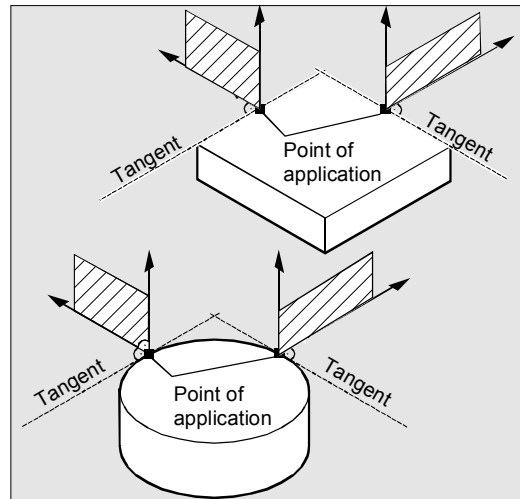 Tangent
Point of
application
Tangent
Tangent
Point of
application
Tangent